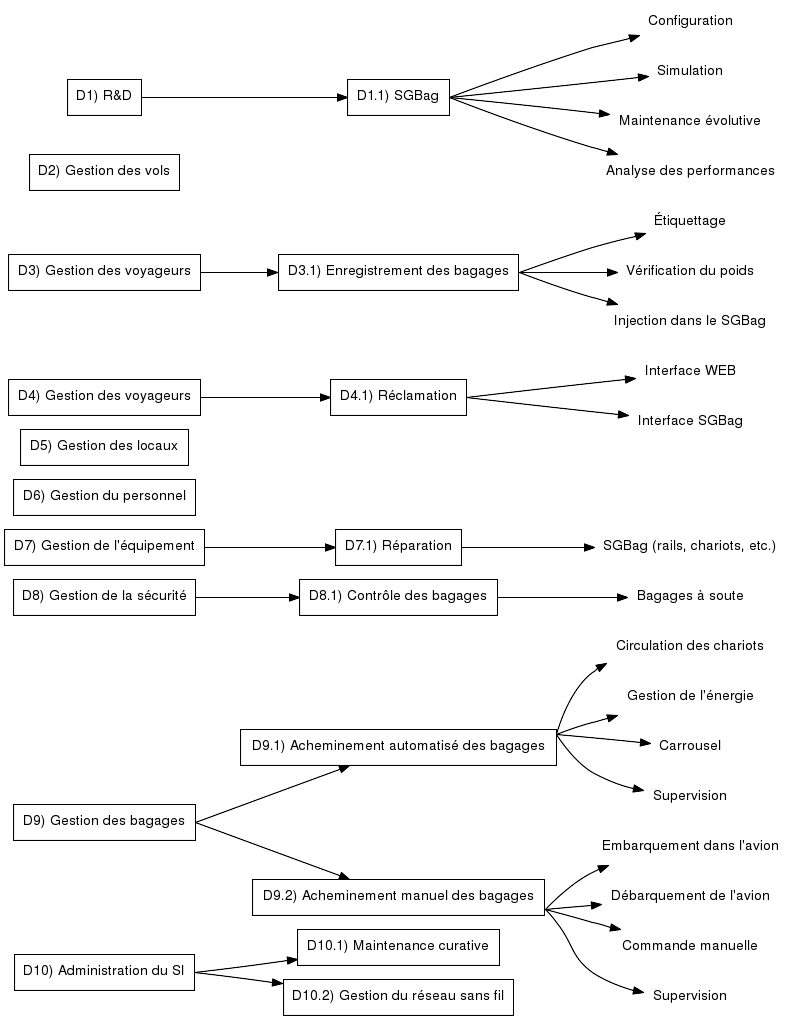 Configuration
Simulation
D1) R&D
D1.1) SGBag
Maintenance évolutive
Analyse des performances
D2) Gestion des vols
Étiquettage
D3) Gestion des voyageurs
D3.1) Enregistrement des bagages
Vérification du poids
Injection dans le SGBag
Interface WEB
D4) Gestion des voyageurs
D4.1) Réclamation
Interface SGBag
D5) Gestion des locaux
D6) Gestion du personnel
D7) Gestion de l'équipement
D7.1) Réparation
SGBag (rails, chariots, etc.)
D8) Gestion de la sécurité
D8.1) Contrôle des bagages
Bagages à soute
Circulation des chariots
Gestion de l'énergie
D9.1) Acheminement automatisé des bagages
Carrousel
Supervision
D9) Gestion des bagages
Embarquement dans l'avion
D9.2) Acheminement manuel des bagages
Débarquement de l'avion
Commande manuelle
Supervision
D10) Administration du SI
D10.1) Maintenance curative
D10.2) Gestion du réseau sans fil